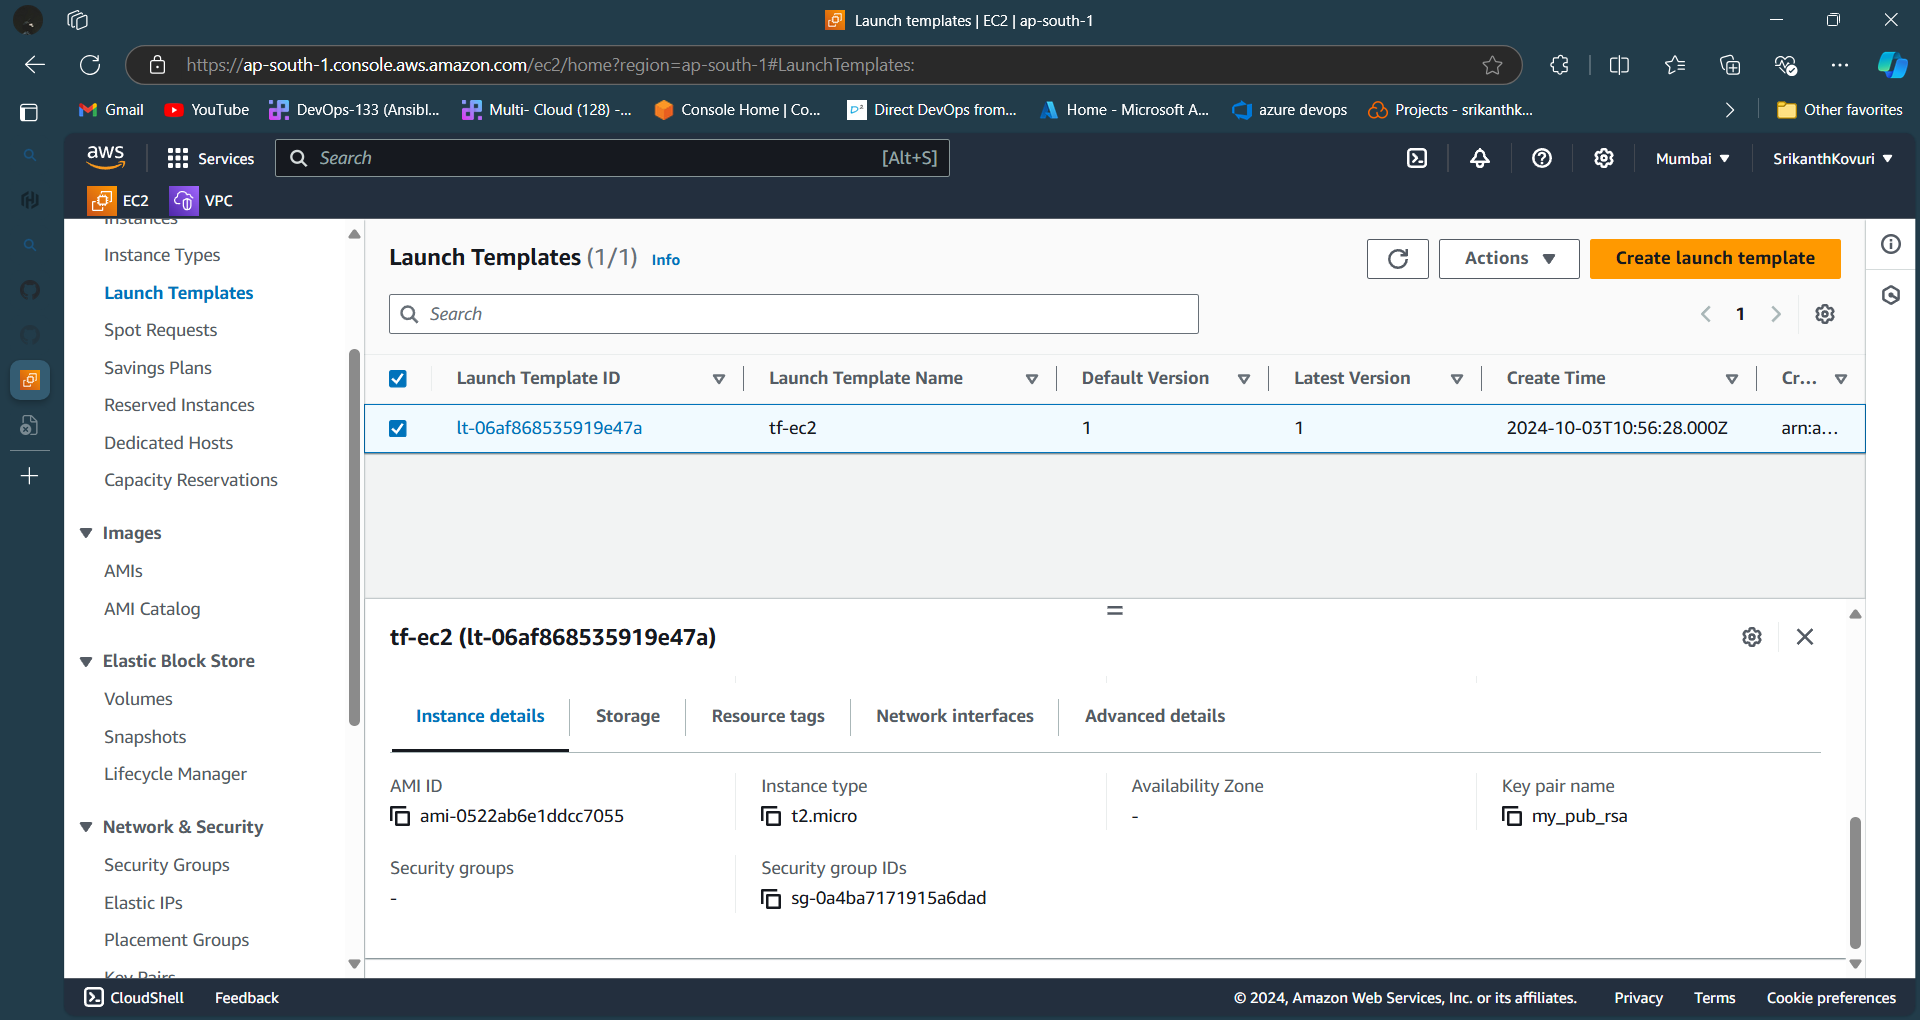 Launch templates | EC2 | ap-south-1
https://ap-south-1.console.aws.amazon.com/ec2/home?region=ap-south-1#LaunchTemplates:
Gmail YouTube DevOps-133 (Ansibl... Multi- Cloud (128) -... Console Home | Co... Direct DevOps from... Home - Microsoft A... azure devops Projects - srikanthk... Other favorites
aws Services Search [Alt+S] Mumbai SrikanthKovuri
EC2 VPC
Instances
Instance Types
Launch Templates
Spot Requests
Savings Plans
Reserved Instances
Dedicated Hosts
Capacity Reservations
Images
AMIs
AMI Catalog
Elastic Block Store
Volumes
Snapshots
Lifecycle Manager
Network & Security
Security Groups
Elastic IPs
Placement Groups
Key Pairs
Launch Templates (1/1) Info
Actions Create launch template
Search
1
Launch Template ID Launch Template Name Default Version Latest Version Create Time Cr...
lt-06af868535919e47a tf-ec2 1 1 2024-10-03T10:56:28.000Z arn:a...
tf-ec2 (lt-06af868535919e47a)
Instance details Storage Resource tags Network interfaces Advanced details
AMI ID Instance type Availability Zone Key pair name
ami-0522ab6e1ddcc7055 t2.micro - my_pub_rsa
Security groups Security group IDs
- sg-0a4ba7171915a6dad
CloudShell Feedback © 2024, Amazon Web Services, Inc. or its affiliates. Privacy Terms Cookie preferences